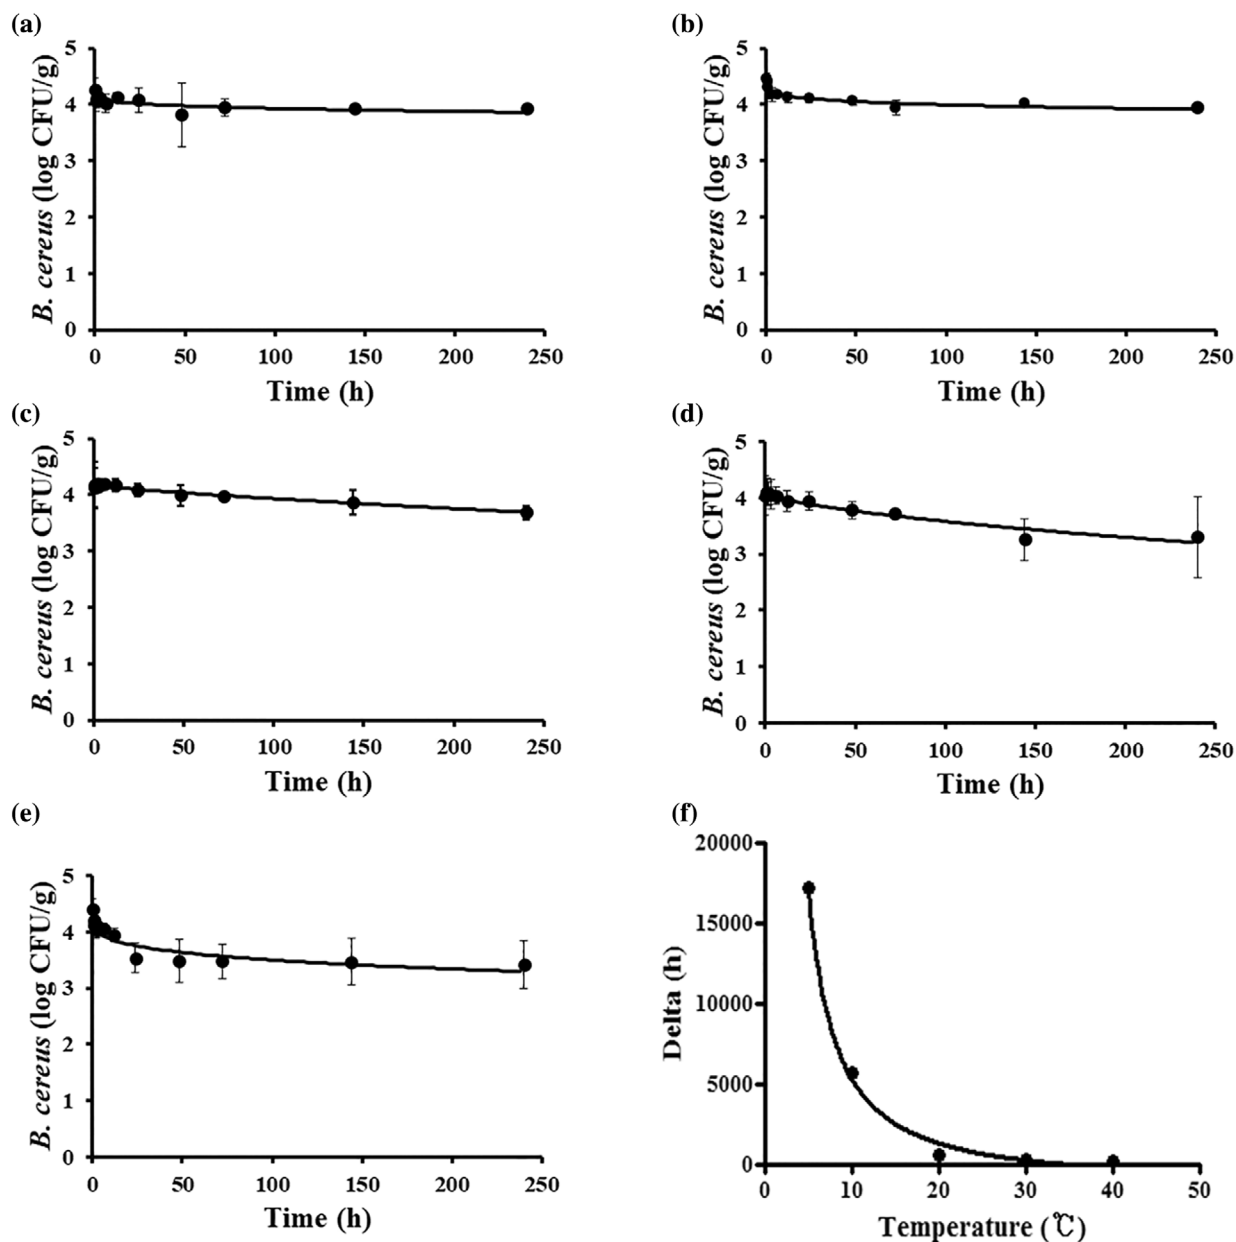 (a)
5
4
3
2
1
0
B. cereus (log CFU/g)
0 50 100 150 200 250
Time (h)
(b)
5
4
3
2
1
0
B. cereus (log CFU/g)
0 50 100 150 200 250
Time (h)
(c)
5
4
3
2
1
0
B. cereus (log CFU/g)
0 50 100 150 200 250
Time (h)
(d)
5
4
3
2
1
0
B. cereus (log CFU/g)
0 50 100 150 200 250
Time (h)
(e)
5
4
3
2
1
0
B. cereus (log CFU/g)
0 50 100 150 200 250
Time (h)
(f)
20000
15000
10000
5000
0
Delta (h)
0 10 20 30 40 50
Temperature (℃)